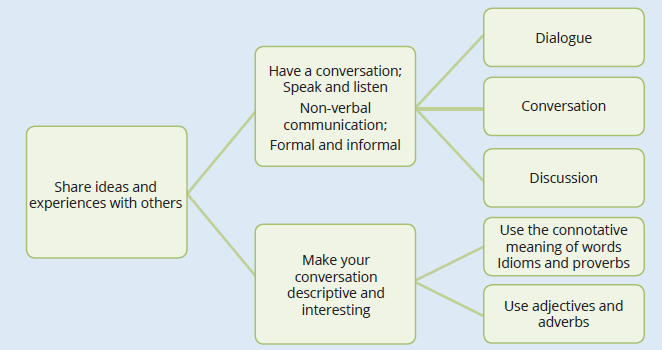 Share ideas and
experiences with others
Have a conversation;
Speak and listen
Non-verbal
communication;
Formal and informal
Dialogue
Conversation
Discussion
Make your
conversation
descriptive and
interesting
Use the connotative
meaning of words
Idioms and proverbs
Use adjectives and
adverbs